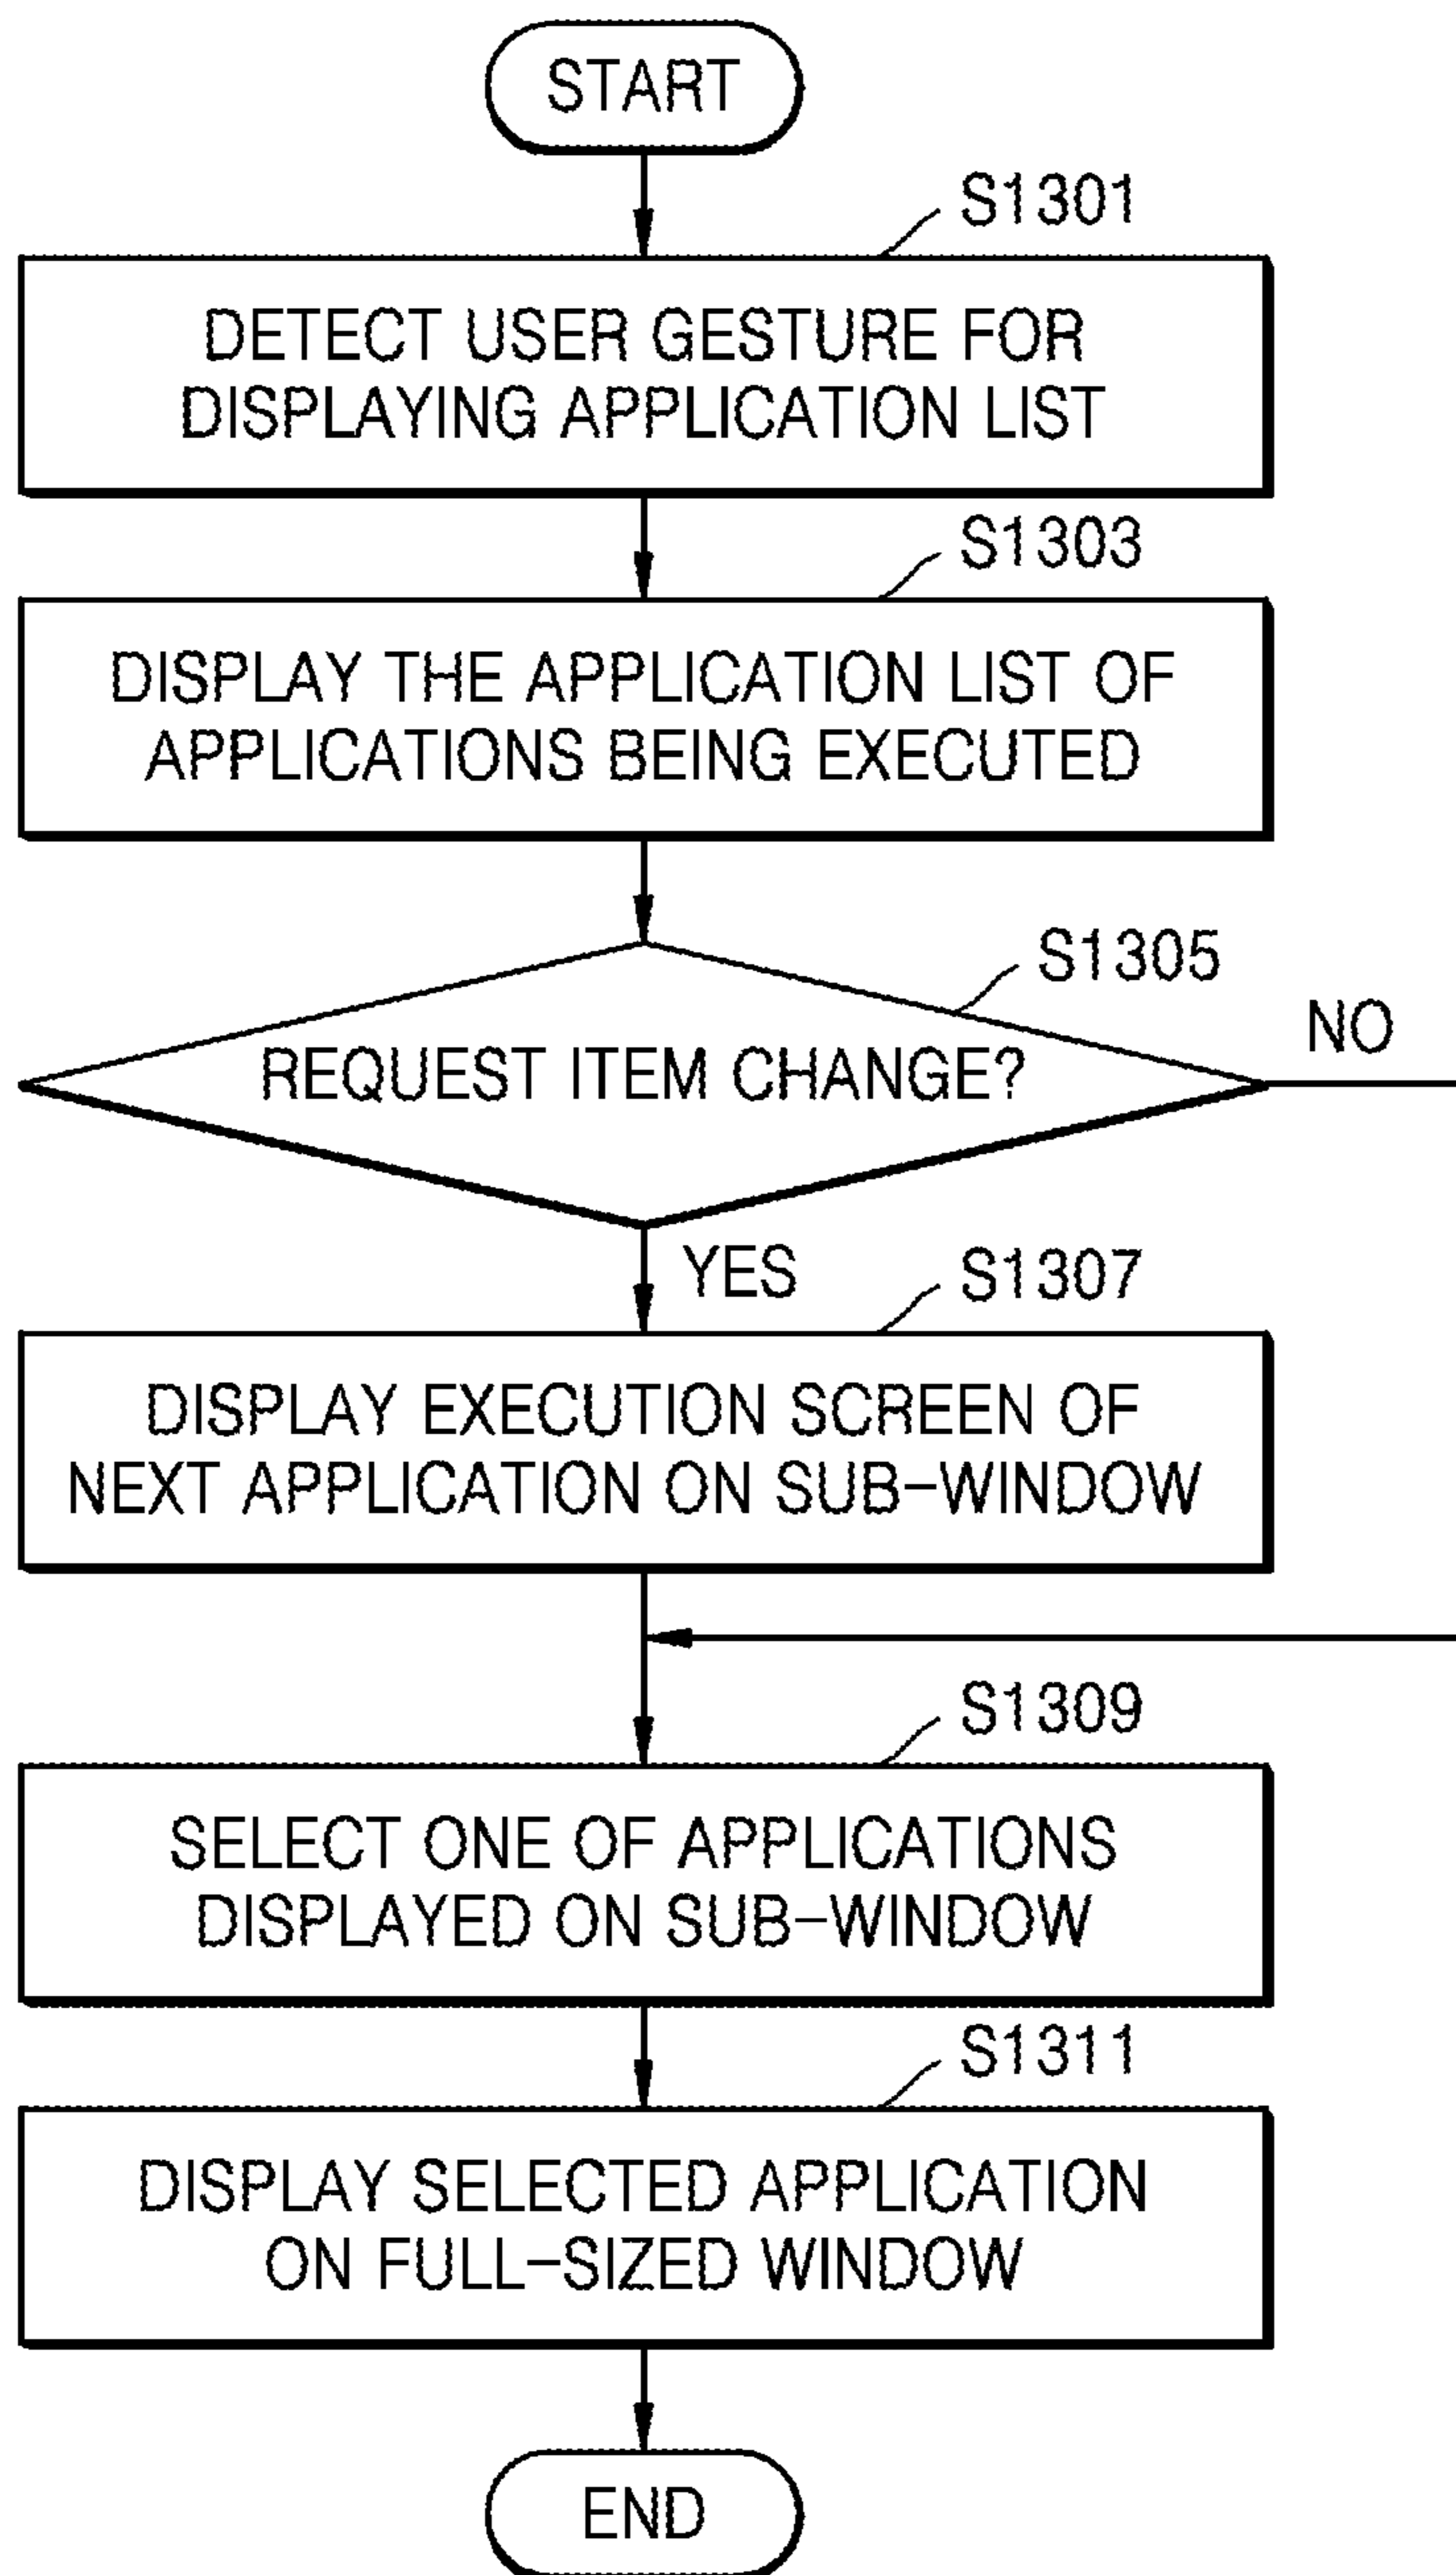 START
S1301
DETECT USER GESTURE FOR
DISPLAYING APPLICATION LIST
S1303
DISPLAY THE APPLICATION LIST OF
APPLICATIONS BEING EXECUTED
S1305
REQUEST ITEM CHANGE?
NO
YES
S1307
DISPLAY EXECUTION SCREEN OF
NEXT APPLICATION ON SUB-WINDOW
S1309
SELECT ONE OF APPLICATIONS
DISPLAYED ON SUB-WINDOW
S1311
DISPLAY SELECTED APPLICATION
ON FULL-SIZED WINDOW
END